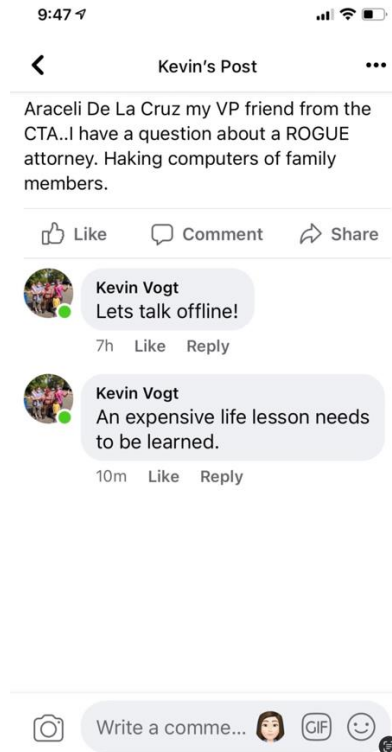 9:47
Kevin's Post
Araceli De La Cruz my VP friend from the
CTA..I have a question about a ROGUE
attorney. Haking computers of family
members.
Like Comment Share
Kevin Vogt
Lets talk offline!
7h Like Reply
Kevin Vogt
An expensive life lesson needs
to be learned.
10m Like Reply
Write a comme... GIF